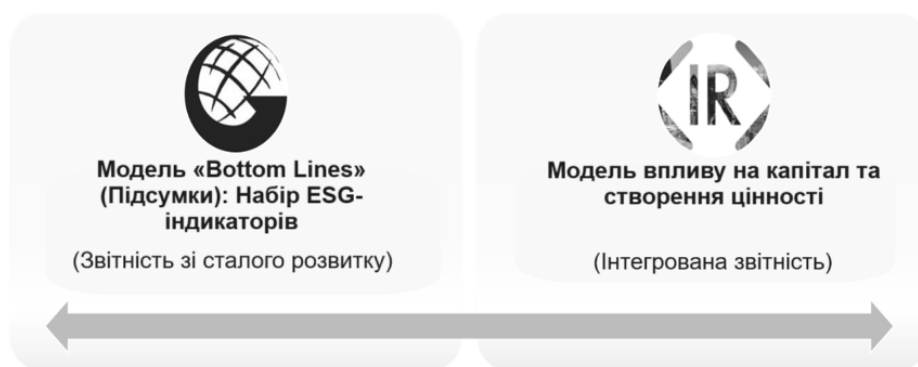 Модель «Bottom Lines»
(Підсумки): Набір ESG-
індикаторів
(Звітність зі сталого розвитку)
IR
Модель впливу на капітал та
створення цінності
(Інтегрована звітність)